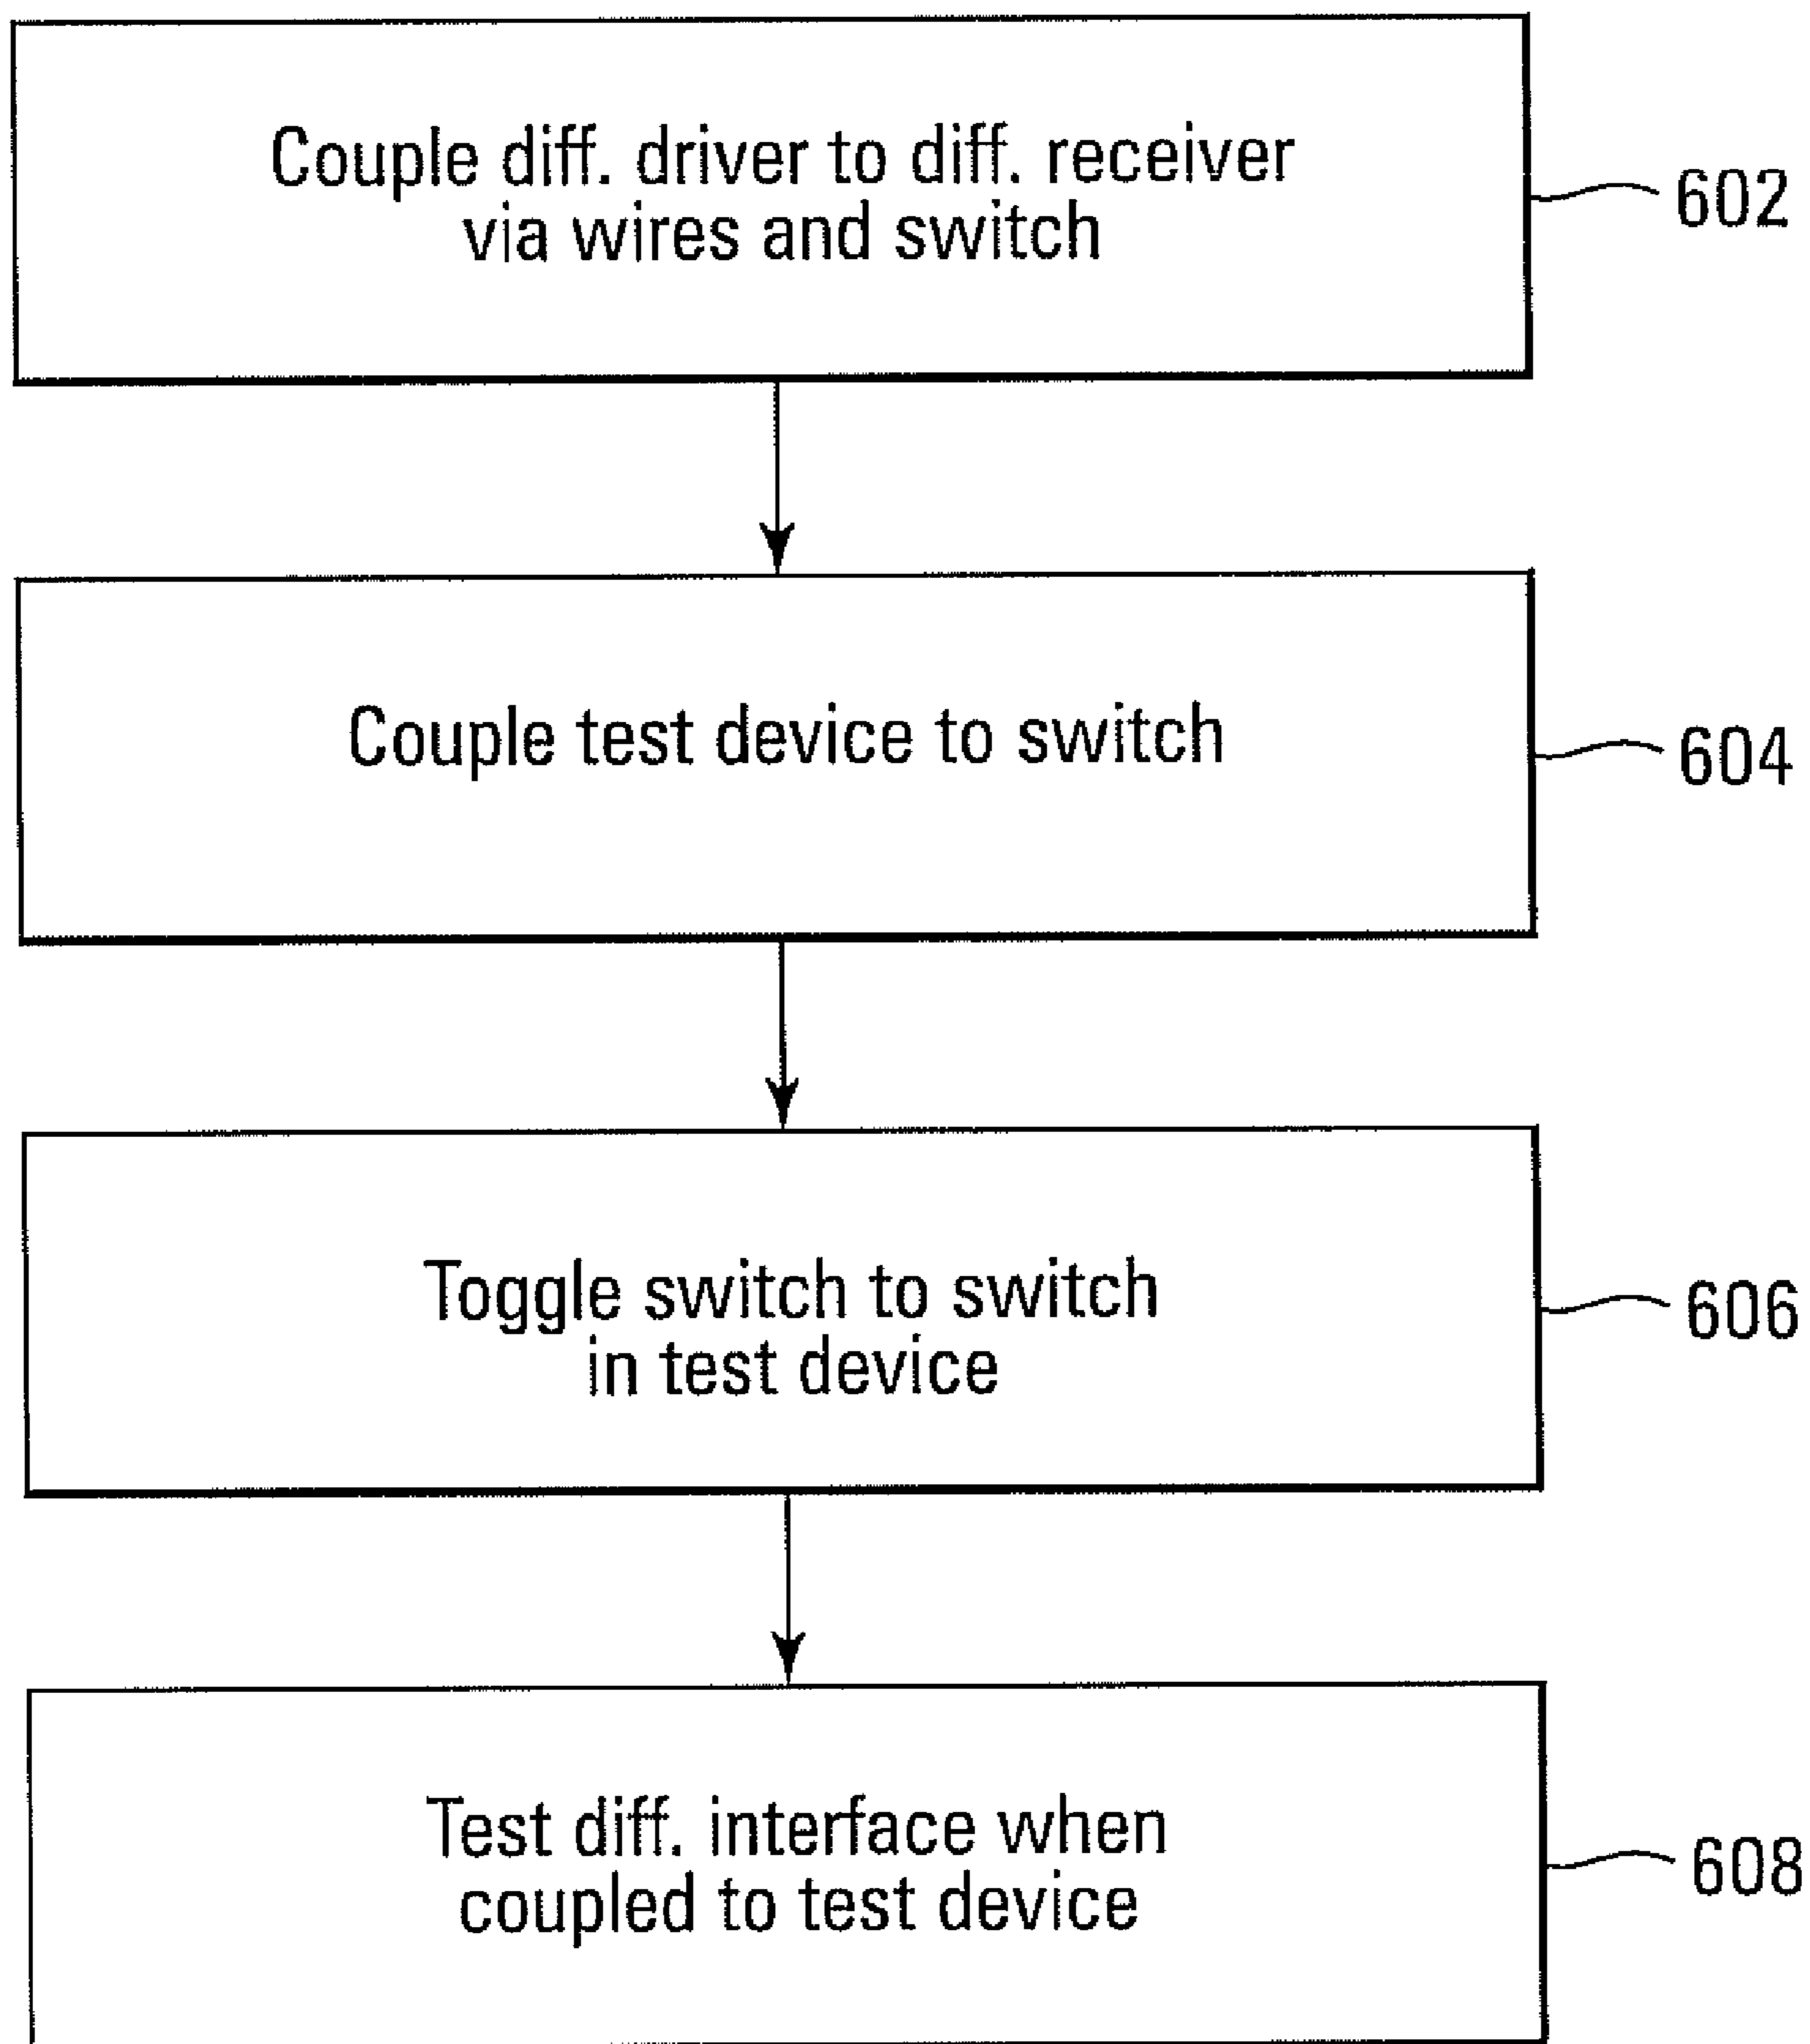 Couple diff. driver to diff. receiver
via wires and switch
602
Couple test device to switch
604
Toggle switch to switch
in test device
606
Test diff. interface when
coupled to test device
608